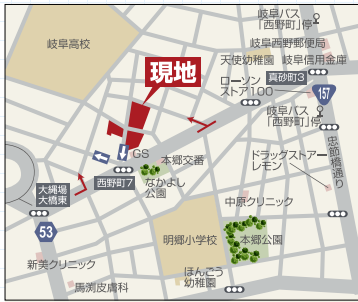 岐阜バス
「西野町」停
岐阜高校
岐阜西野郵便局
天使幼稚園
岐阜信用金庫
現地
真砂町3
ローソン
ストア100
157
岐阜バス
「西野町」停
忠節橋通り
GS
本郷交番
ドラッグストアー
レモン
西野町7
なかよし
公園
大縄場
大橋東
中原クリニック
53
明郷小学校
本郷公園
新美クリニック
ほんごう
幼稚園
馬渕皮膚科